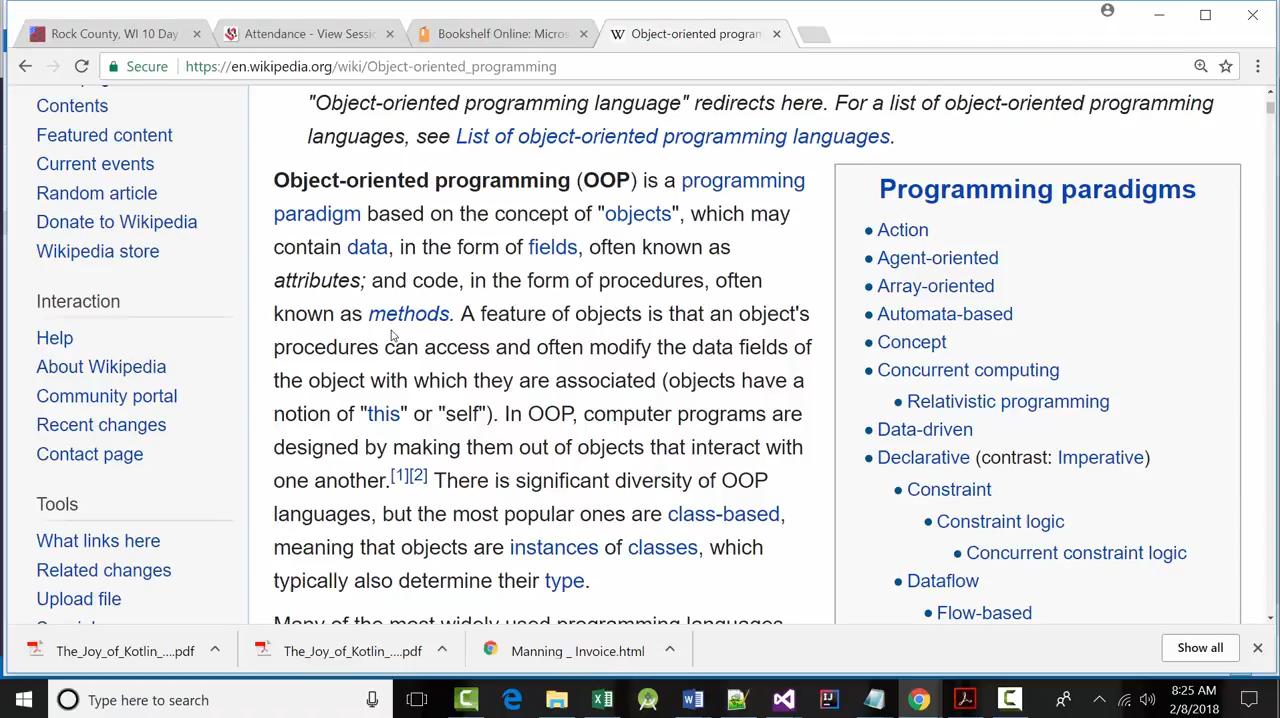 Rock County, WI 10 Day
Attendance - View Sessi
Bookshelf Online: Micros
Object-oriented progran
Secure
https://en.wikipedia.org/wiki/Object-oriented_programming
Contents
Featured content
Current events
Random article
Donate to Wikipedia
Wikipedia store
Interaction
Help
About Wikipedia
Community portal
Recent changes
Contact page
Tools
What links here
Related changes
Upload file
"Object-oriented programming language" redirects here. For a list of object-oriented programming
languages, see List of object-oriented programming languages.
Object-oriented programming (OOP) is a programming
paradigm based on the concept of "objects", which may
contain data, in the form of fields, often known as
attributes; and code, in the form of procedures, often
known as methods. A feature of objects is that an object's
procedures can access and often modify the data fields of
the object with which they are associated (objects have a
notion of "this" or "self"). In OOP, computer programs are
designed by making them out of objects that interact with
one another.[1][2] There is significant diversity of OOP
languages, but the most popular ones are class-based,
meaning that objects are instances of classes, which
typically also determine their type.
Many of the most widely used programming languages
Programming paradigms
Action
Agent-oriented
Array-oriented
Automata-based
Concept
Concurrent computing
Relativistic programming
Data-driven
Declarative (contrast: Imperative)
Constraint
Constraint logic
Concurrent constraint logic
Dataflow
Flow-based
The_Joy_of_Kotlin_....pdf
The_Joy_of_Kotlin_....pdf
Manning _ Invoice.html
Show all
Type here to search
8:25 AM
2/8/2018